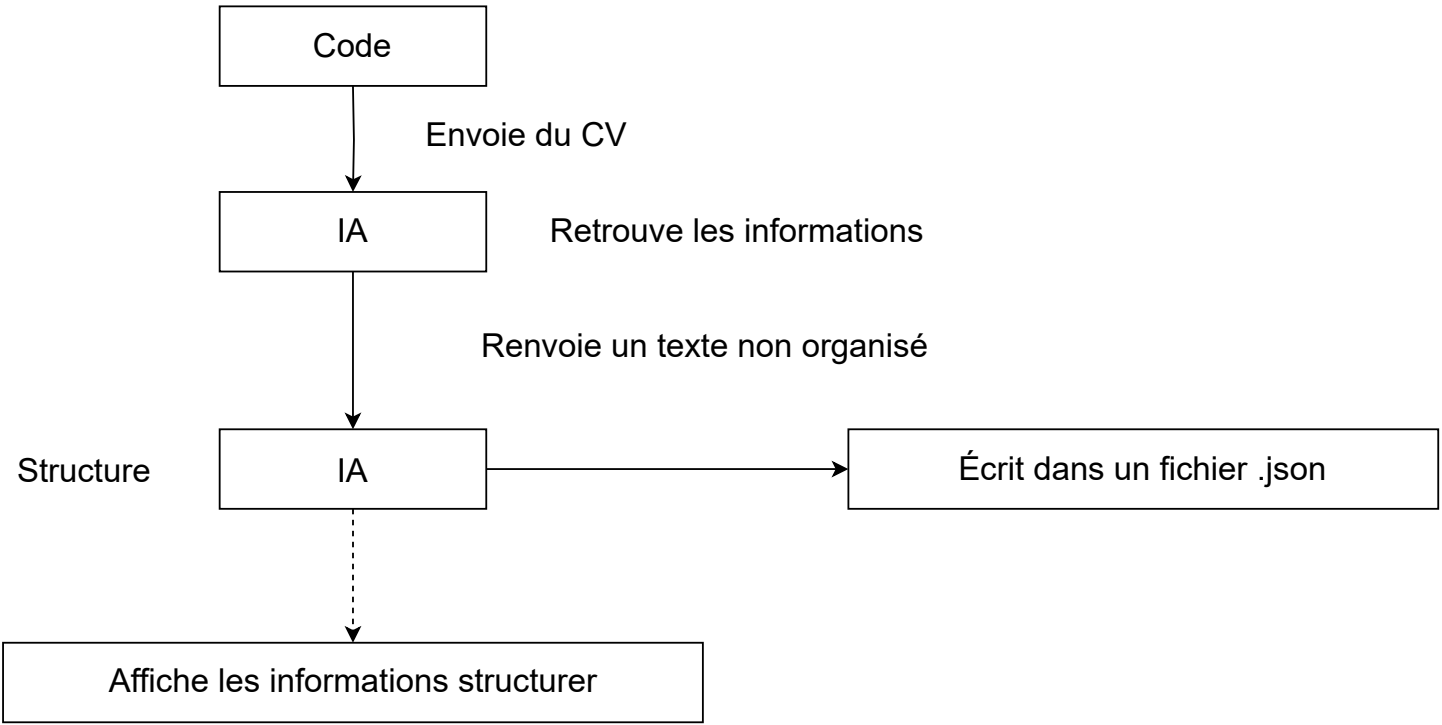 Code
Envoie du CV
IA
Retrouve les informations
Renvoie un texte non organisé
Structure
IA
Écrit dans un fichier .json
Affiche les informations structurer